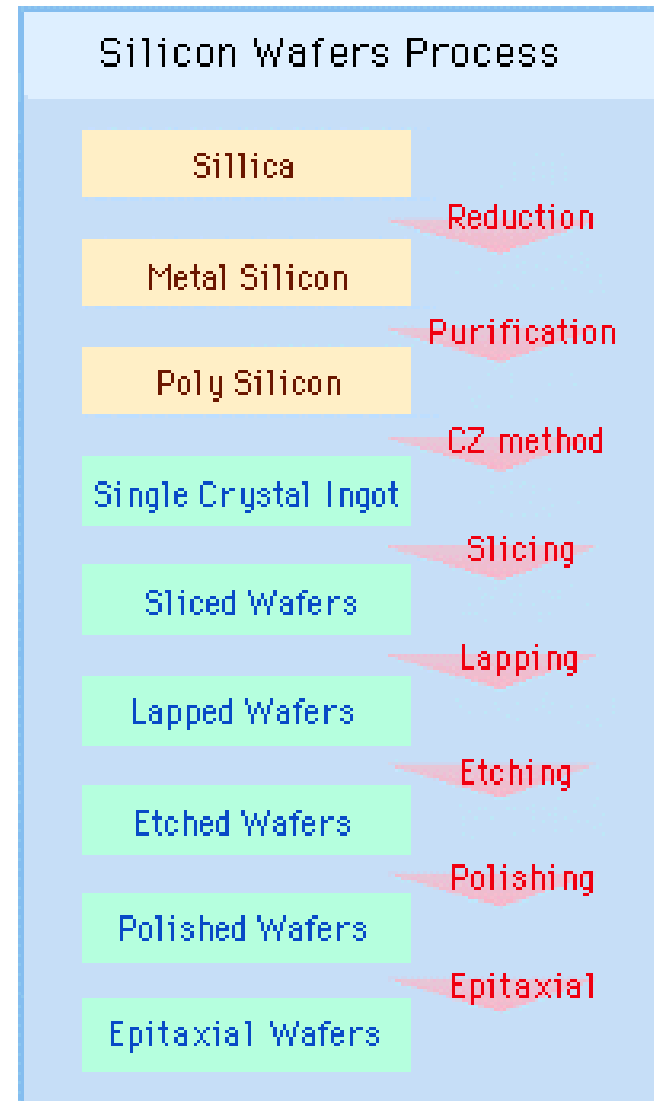 Silicon Wafers Process
Sillica
Reduction
Metal Silicon
Purification
Poly Silicon
CZ method
Single Crystal Ingot
Slicing
Sliced Wafers
Lapping
Lapped Wafers
Etching
Etched Wafers
Polishing
Polished Wafers
Epitaxial
Epitaxial Wafers